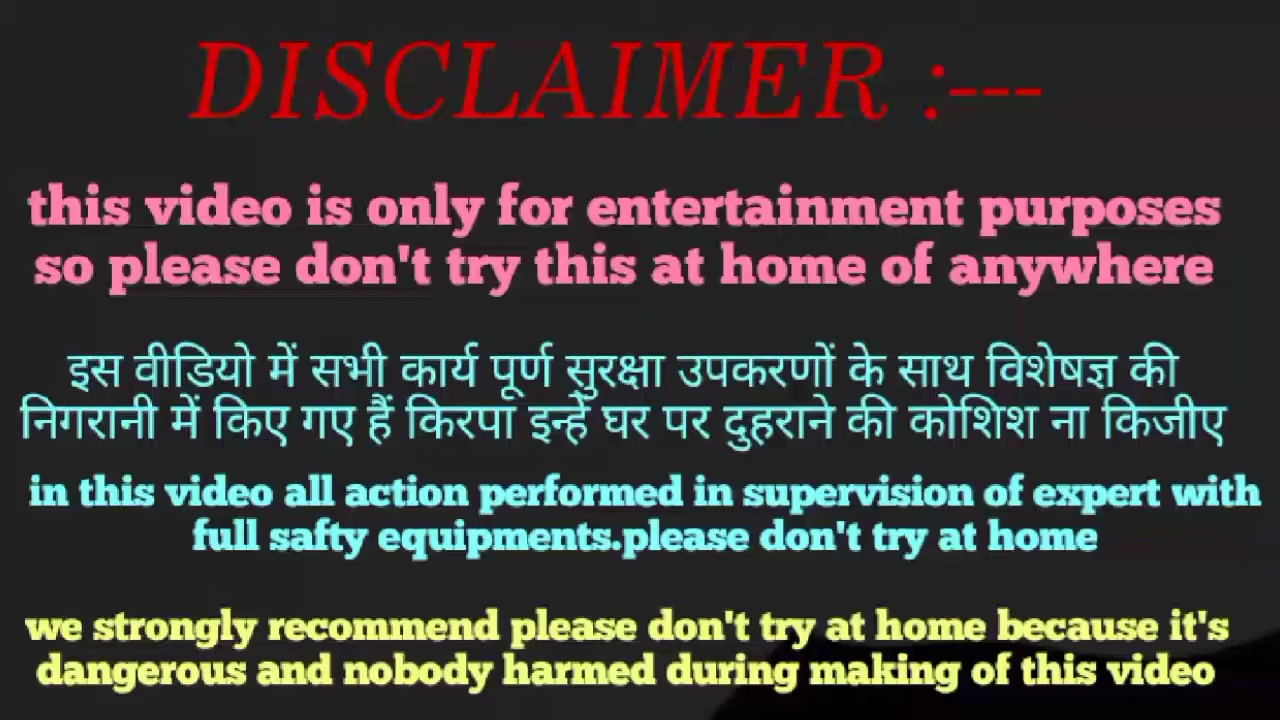 DISCLAIMER :---
this video is only for entertainment purposes
so please don't try this at home of anywhere
इस वीडियो में सभी कार्य पूर्ण सुरक्षा उपकरणों के साथ विशेषज्ञ की
निगरानी में किए गए हैं किरपा इन्हें घर पर दुहराने की कोशिश ना किजीए
in this video all action performed in supervision of expert with
full safty equipments.please don't try at home
we strongly recommend please don't try at home because it's
dangerous and nobody harmed during making of this video